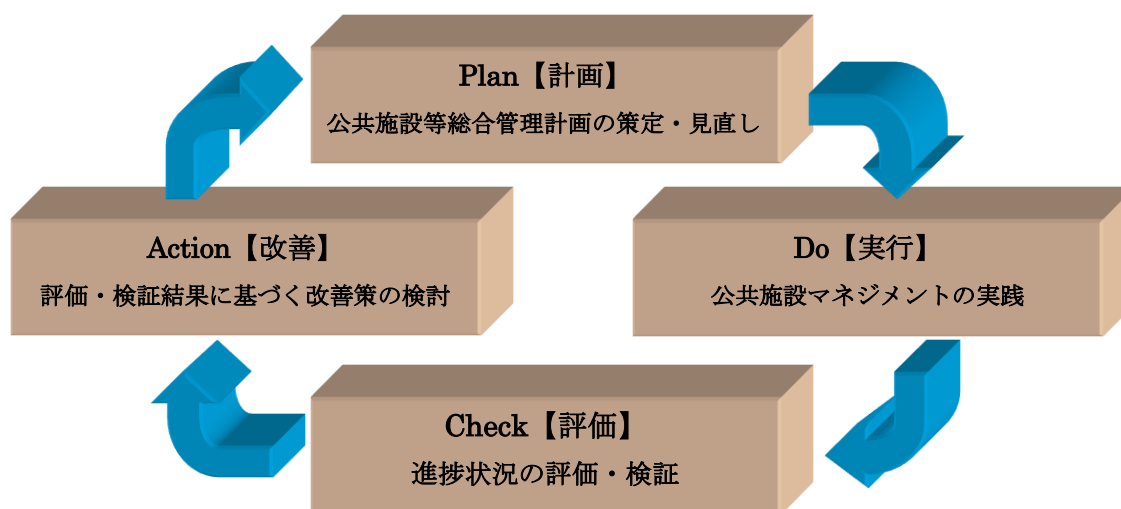 Plan【計画】
公共施設等総合管理計画の策定・見直し
Action【改善】
評価・検証結果に基づく改善策の検討
Do【実行】
公共施設マネジメントの実践
Check【評価】
進捗状況の評価・検証